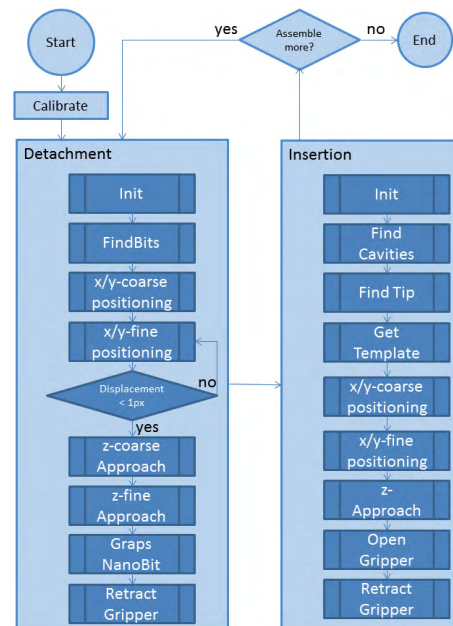 Start
yes
Assemble
more?
no
End
Calibrate
Detachment
Init
FindBits
x/y-coarse
positioning
x/y-fine
positioning
Displacement
< 1px
no
yes
z-coarse
Approach
z-fine
Approach
Graps
NanoBit
Retract
Gripper
Insertion
Init
Find
Cavities
Find Tip
Get
Template
x/y-coarse
positioning
x/y-fine
positioning
z-
Approach
Open
Gripper
Retract
Gripper